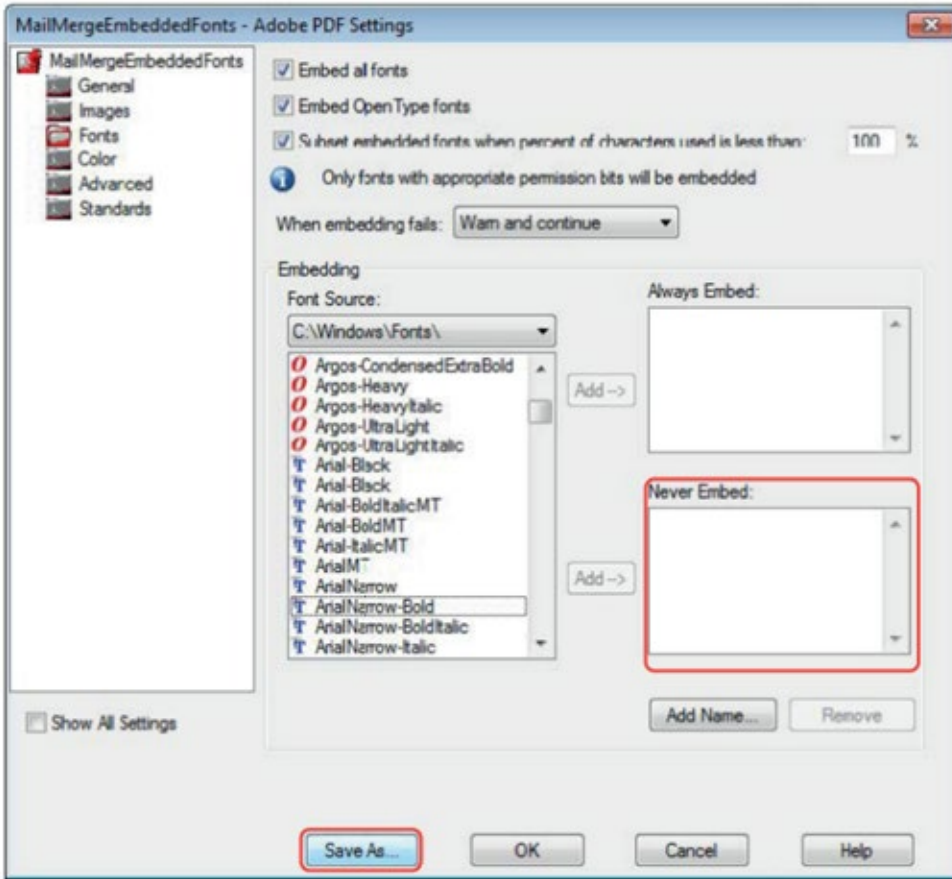 MailMergeEmbeddedFonts - Adobe PDF Settings
MailMergeEmbeddedFonts
General
Images
Fonts
Color
Advanced
Standards
Show All Settings
Embed all fonts
Embed OpenType fonts
Subset embedded fonts when percent of characters used is less than: 100 %
Only fonts with appropriate permission bits will be embedded
When embedding fails: Warn and continue
Embedding
Font Source:
C:\Windows\Fonts\
Argos-CondensedExtraBold
Argos-Heavy
Argos-HeavyItalic
Argos-UltraLight
Argos-UltraLightItalic
Arial-Black
Arial-Black
Arial-BoldItalicMT
Arial-BoldMT
Arial-ItalicMT
ArialMT
ArialNarrow
ArialNarrow-Bold
ArialNarrow-BoldItalic
ArialNarrow-Italic
Add -->
Add -->
Always Embed:
Never Embed:
Add Name... Remove
Save As... OK Cancel Help